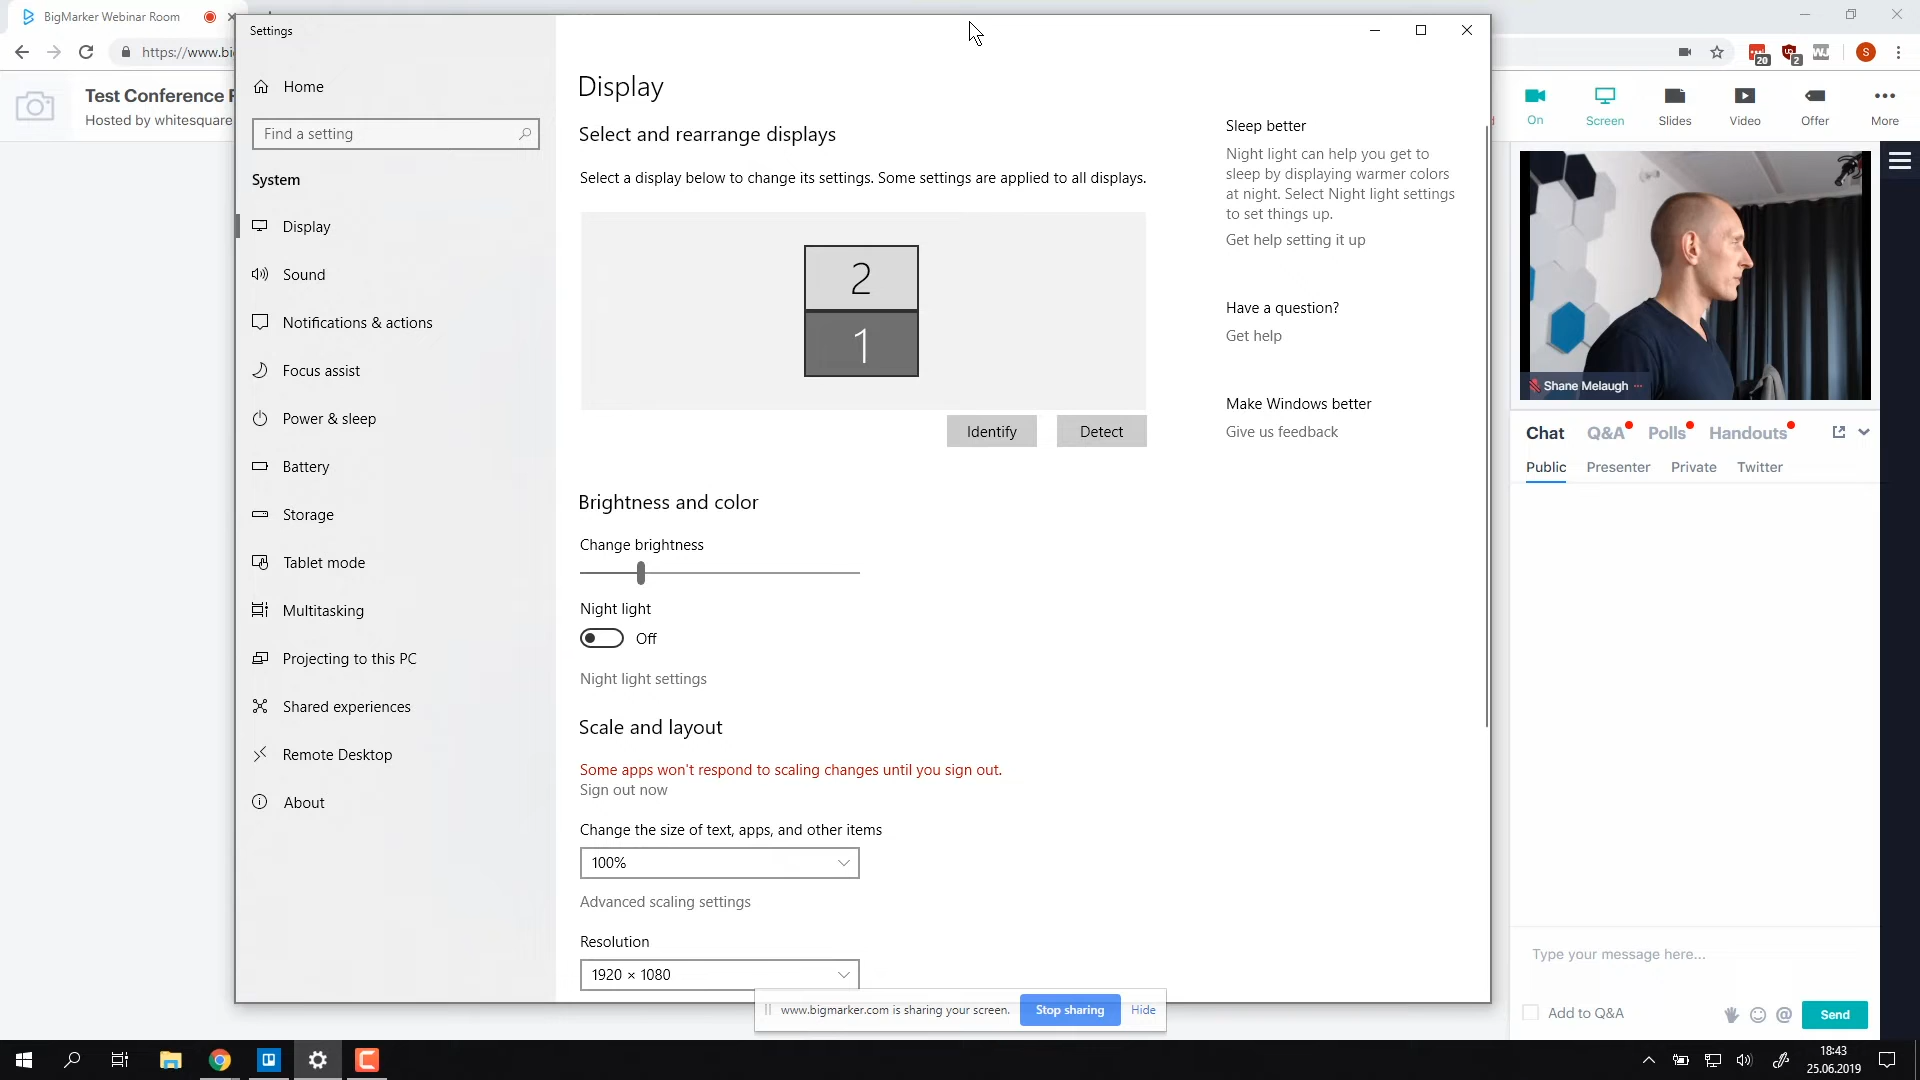 BigMarker Webinar Room
https://www.bi
Test Conference
Hosted by whitesquare
Settings
Home
Find a setting
System
Display
Sound
Notifications & actions
Focus assist
Power & sleep
Battery
Storage
Tablet mode
Multitasking
Projecting to this PC
Shared experiences
Remote Desktop
About
Display
Select and rearrange displays
Select a display below to change its settings. Some settings are applied to all displays.
2
1
Identify
Detect
Brightness and color
Change brightness
Night light
Off
Night light settings
Scale and layout
Some apps won't respond to scaling changes until you sign out.
Sign out now
Change the size of text, apps, and other items
100%
Advanced scaling settings
Resolution
1920 × 1080
Sleep better
Night light can help you get to
sleep by displaying warmer colors
at night. Select Night light settings
to set things up.
Get help setting it up
Have a question?
Get help
Make Windows better
Give us feedback
www.bigmarker.com is sharing your screen.
Stop sharing
Hide
20
2
S
On
Screen
Slides
Video
Offer
More
Shane Melaugh
Chat
Q&A
Polls
Handouts
Public
Presenter
Private
Twitter
Type your message here...
Add to Q&A
@
Send
18:43
25.06.2019